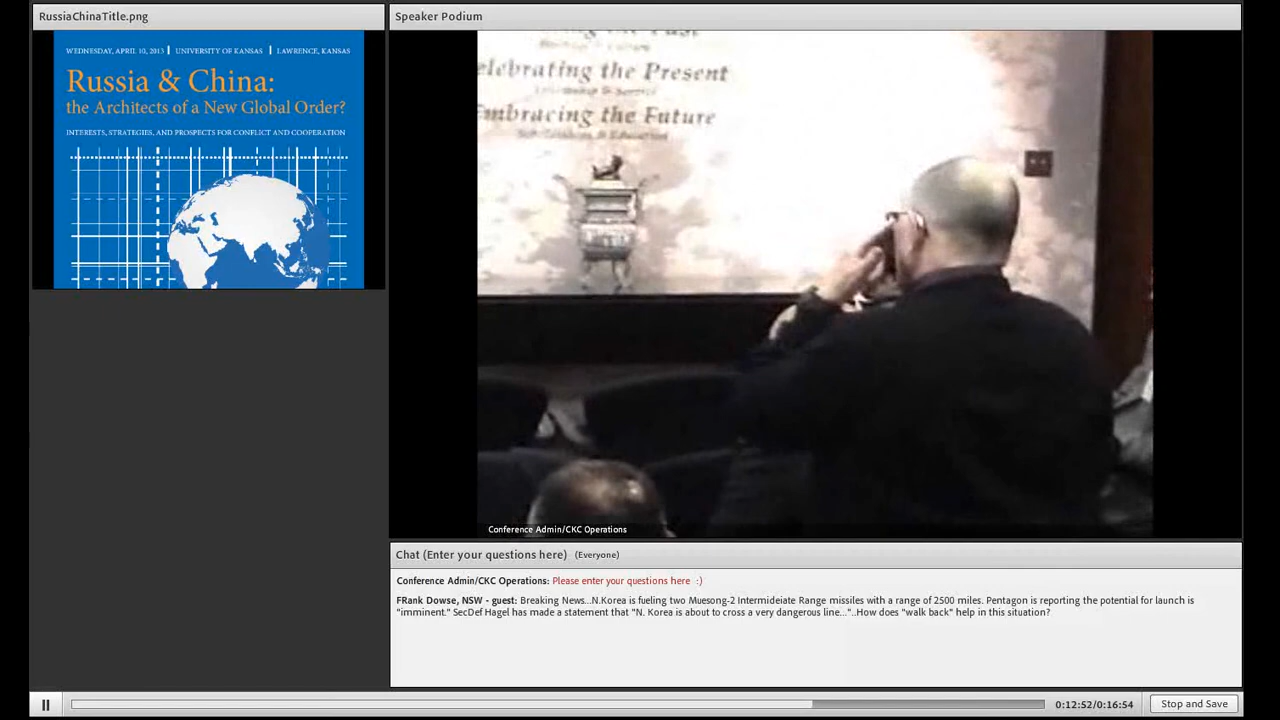 RussiaChinaTitle.png
WEDNESDAY, APRIL 10, 2013 | UNIVERSITY OF KANSAS | LAWRENCE, KANSAS
Russia & China:
the Architects of a New Global Order?
INTERESTS, STRATEGIES, AND PROSPECTS FOR CONFLICT AND COOPERATION
Speaker Podium
elebrating the Present
Embracing the Future
Conference Admin/CKC Operations
Chat (Enter your questions here) (Everyone)
Conference Admin/CKC Operations: Please enter your questions here :)
FRank Dowse, NSW - guest: Breaking News...N.Korea is fueling two Muesong-2 Intermideiate Range missiles with a range of 2500 miles. Pentagon is reporting the potential for launch is
"imminent." SecDef Hagel has made a statement that "N. Korea is about to cross a very dangerous line..."..How does "walk back" help in this situation?
0:12:52/0:16:54
Stop and Save